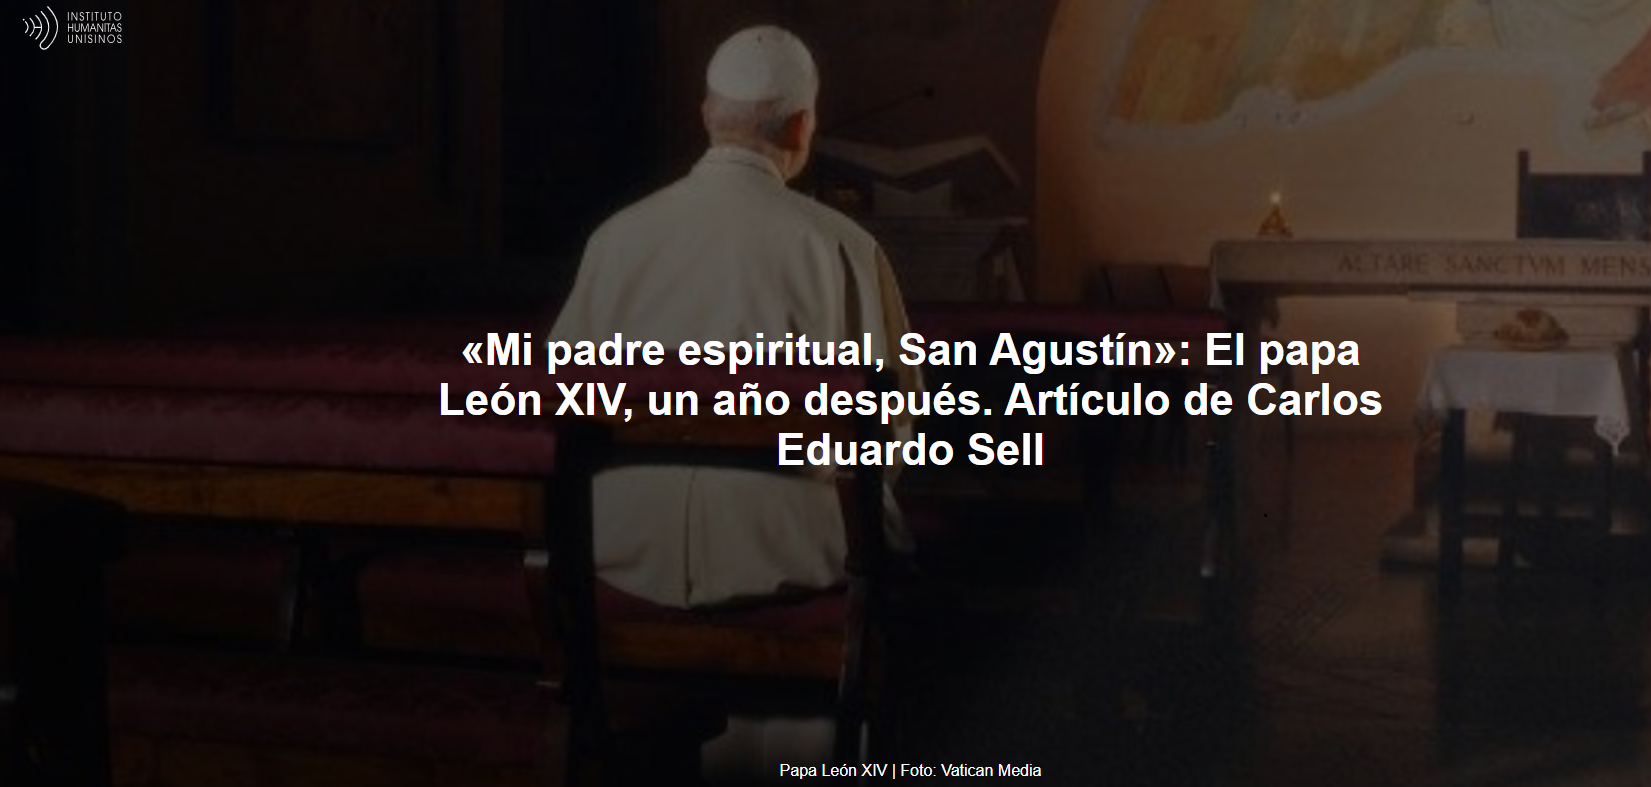 INSTITUTO
HUMANITAS
UNISINOS
ALTARE SANCTVM MENS
«Mi padre espiritual, San Agustín»: El papa
León XIV, un año después. Artículo de Carlos
Eduardo Sell
Papa León XIV | Foto: Vatican Media